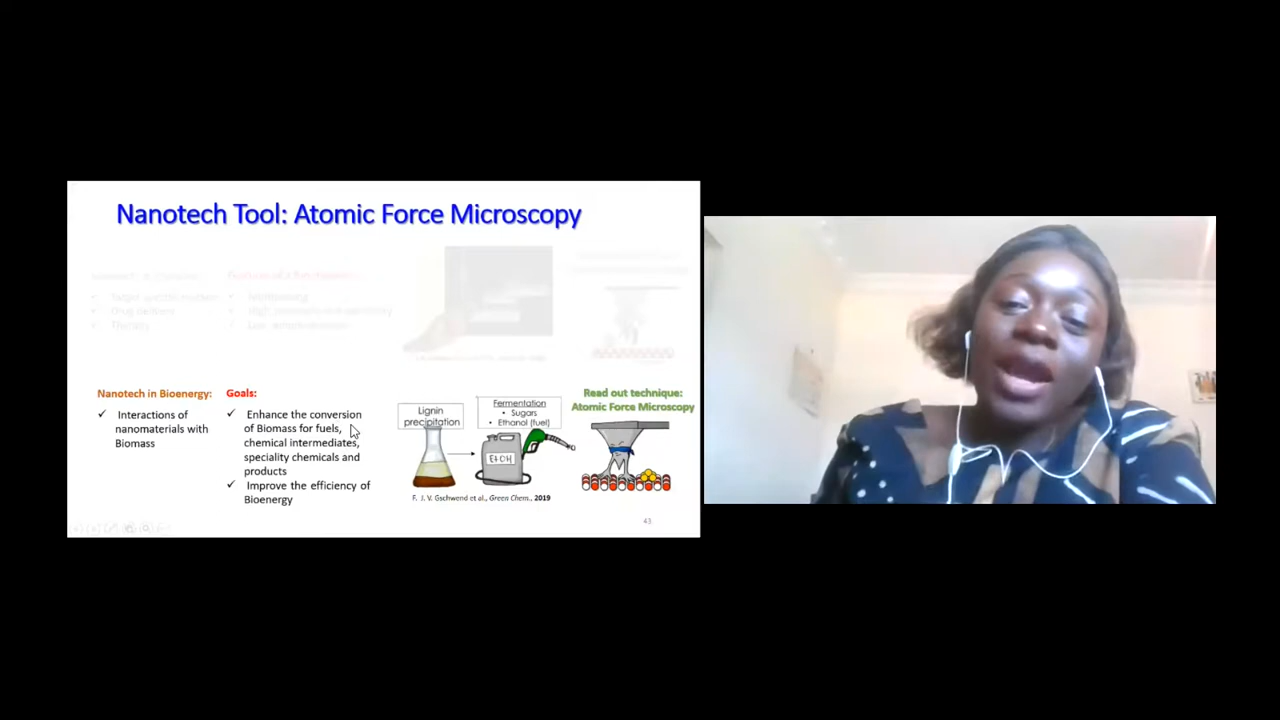 Nanotech Tool: Atomic Force Microscopy
Nanotech in Bioenergy:
✓ Interactions of
nanomaterials with
Biomass
Goals:
✓ Enhance the conversion
of Biomass for fuels,
chemical intermediates,
speciality chemicals and
products
✓ Improve the efficiency of
Bioenergy
Lignin
precipitation
Fermentation
• Sugars
• Ethanol (fuel)
EtOH
F. J. V. Gschwend et al., Green Chem., 2019
Read out technique:
Atomic Force Microscopy
43